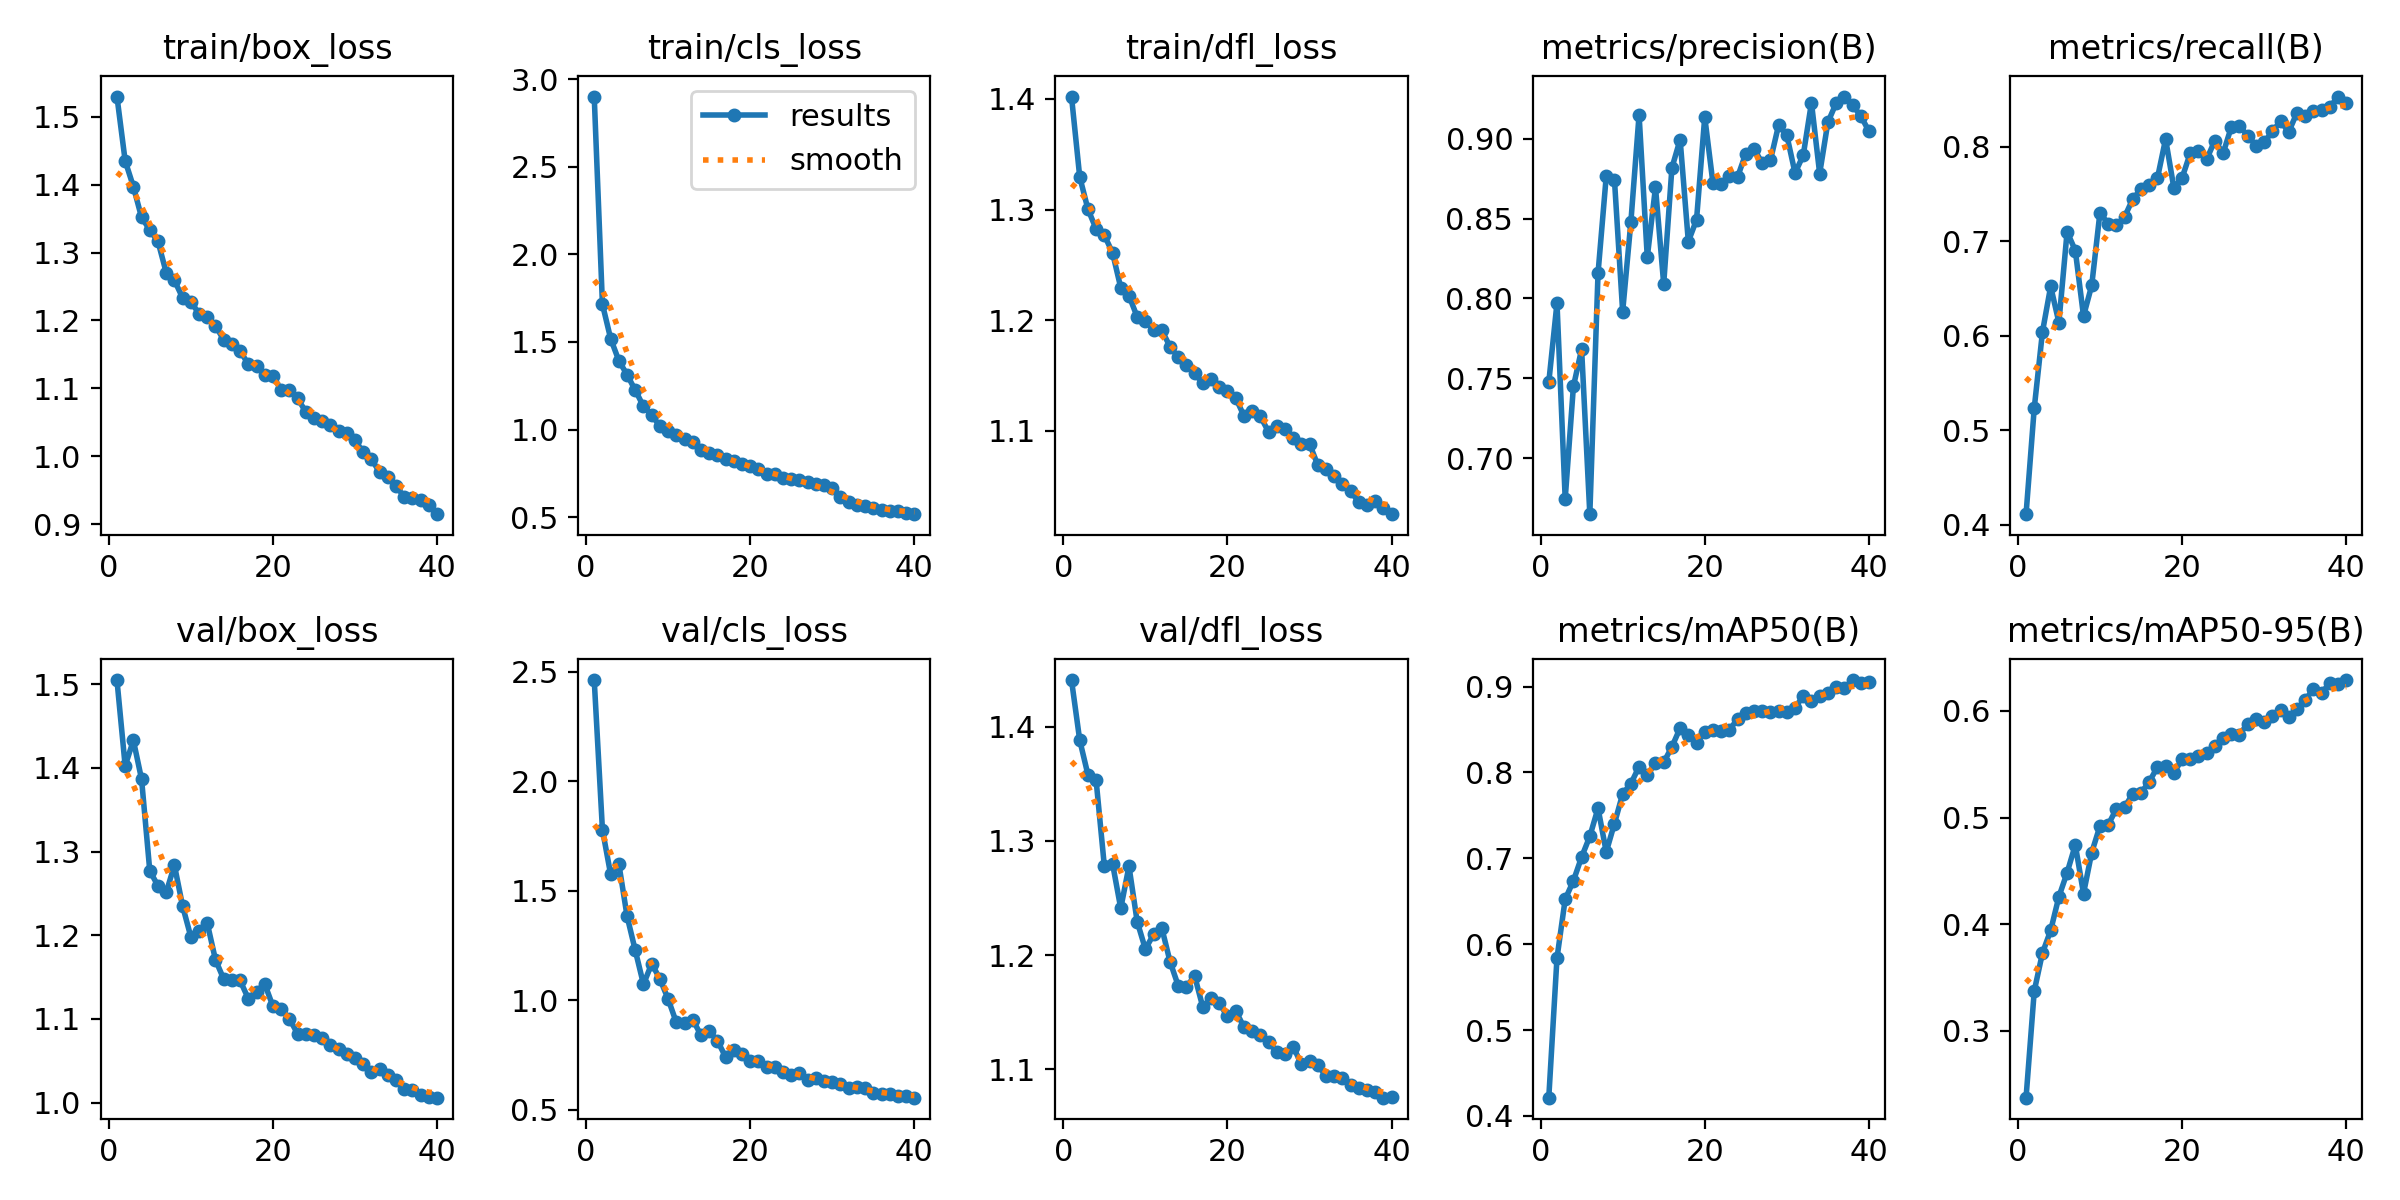 train/box_loss
1.5
1.4
1.3
1.2
1.1
1.0
0.9
0 20 40
train/cls_loss
3.0
2.5
2.0
1.5
1.0
0.5
0 20 40
results
smooth
train/dfl_loss
1.4
1.3
1.2
1.1
0 20 40
metrics/precision(B)
0.90
0.85
0.80
0.75
0.70
0 20 40
metrics/recall(B)
0.8
0.7
0.6
0.5
0.4
0 20 40
val/box_loss
1.5
1.4
1.3
1.2
1.1
1.0
0 20 40
val/cls_loss
2.5
2.0
1.5
1.0
0.5
0 20 40
val/dfl_loss
1.4
1.3
1.2
1.1
0 20 40
metrics/mAP50(B)
0.9
0.8
0.7
0.6
0.5
0.4
0 20 40
metrics/mAP50-95(B)
0.6
0.5
0.4
0.3
0 20 40